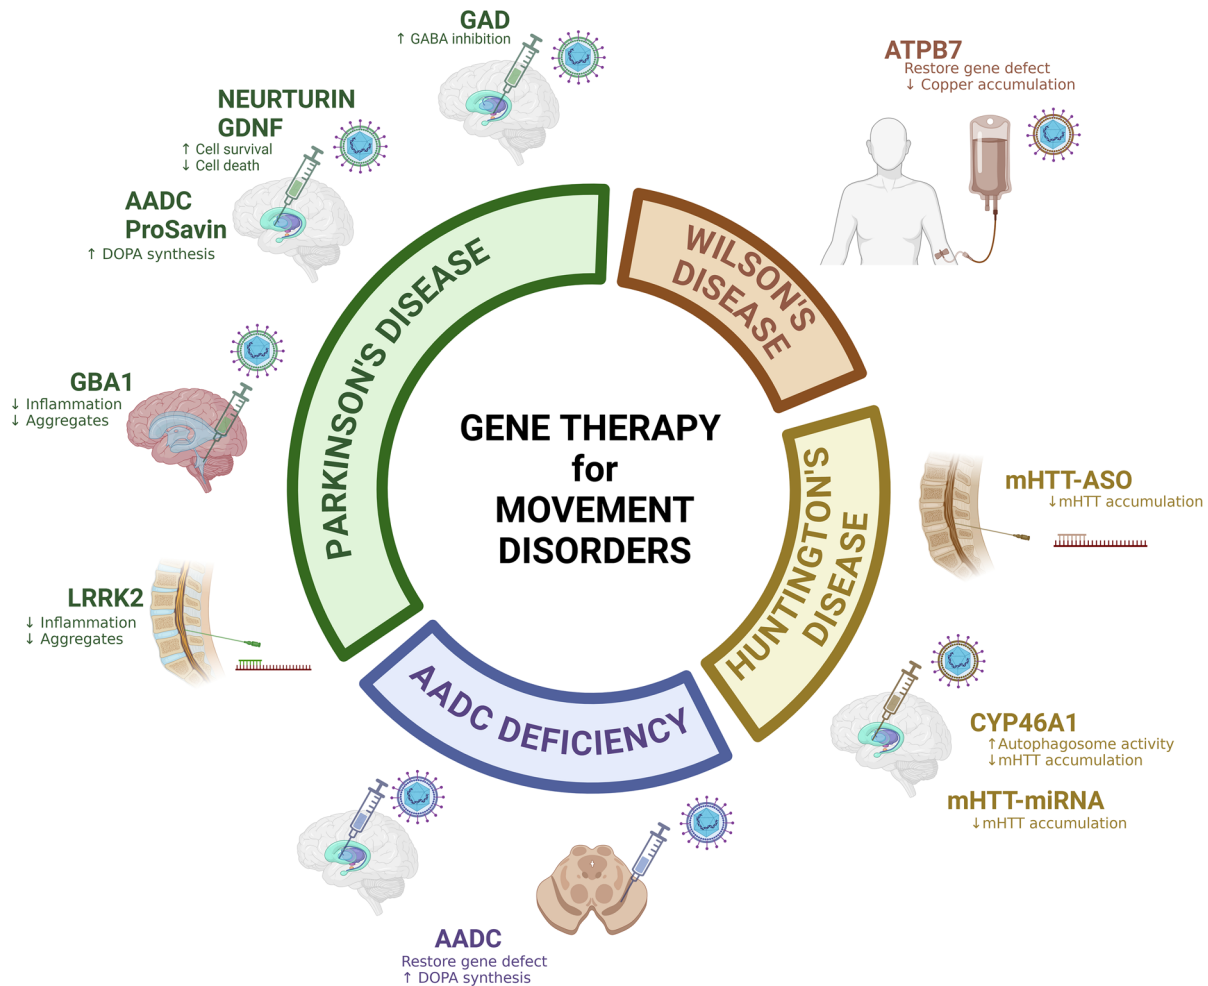 GAD
↑ GABA inhibition
NEURTURIN
GDNF
↑ Cell survival
↓ Cell death
AADC
ProSavin
↑ DOPA synthesis
GBA1
↓ Inflammation
↓ Aggregates
LRRK2
↓ Inflammation
↓ Aggregates
PARKINSON'S DISEASE
ATPB7
Restore gene defect
↓ Copper accumulation
WILSON'S
DISEASE
GENE THERAPY
for
MOVEMENT
DISORDERS
HUNTINGTON'S
DISEASE
mHTT-ASO
↓mHTT accumulation
CYP46A1
↑Autophagosome activity
↓mHTT accumulation
mHTT-miRNA
↓mHTT accumulation
AADC DEFICIENCY
AADC
Restore gene defect
↑ DOPA synthesis